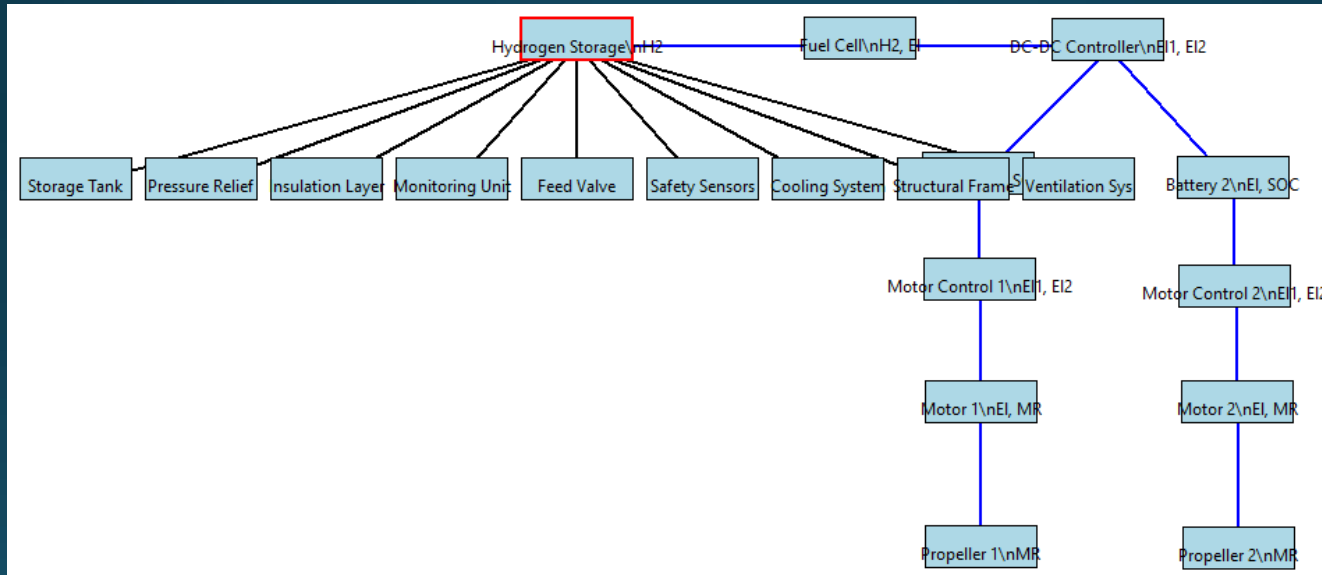 Hydrogen Storage\nH2
Fuel Cell\nH2, El
DC-DC Controller\nEl1, El2
Storage Tank
Pressure Relief
Insulation Layer
Monitoring Unit
Feed Valve
Safety Sensors
Cooling System
Structural Frame
Ventilation Sys
Battery 2\nEl, SOC
Motor Control 1\nEl1, El2
Motor Control 2\nEl1, El2
Motor 1\nEl, MR
Motor 2\nEl, MR
Propeller 1\nMR
Propeller 2\nMR